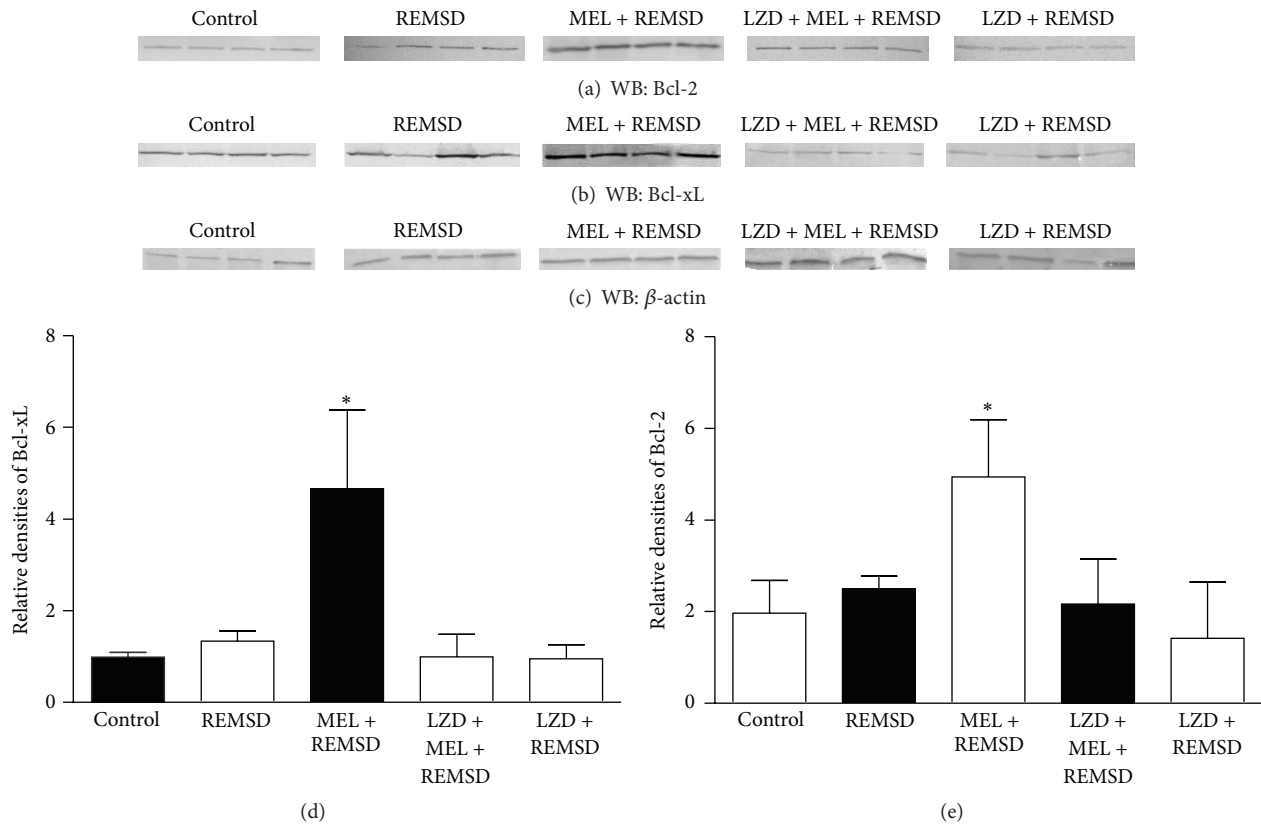 Control REMSD MEL + REMSD LZD + MEL + REMSD LZD + REMSD
(a) WB: Bcl-2
Control REMSD MEL + REMSD LZD + MEL + REMSD LZD + REMSD
(b) WB: Bcl-xL
Control REMSD MEL + REMSD LZD + MEL + REMSD LZD + REMSD
(c) WB: β-actin
Relative densities of Bcl-xL
8
6
4
2
0
*
Control
REMSD
MEL +
REMSD
LZD +
MEL +
REMSD
LZD +
REMSD
(d)
Relative densities of Bcl-2
8
6
4
2
0
*
Control
REMSD
MEL +
REMSD
LZD +
MEL +
REMSD
LZD +
REMSD
(e)